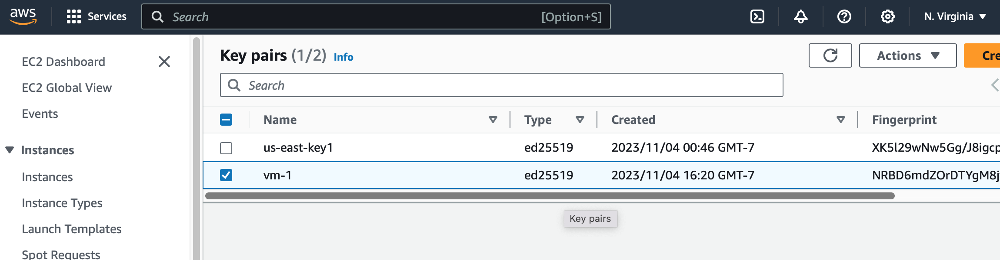 aws Services Search [Option+S] N. Virginia
EC2 Dashboard
EC2 Global View
Events
Instances
Instances
Instance Types
Launch Templates
Spot Requests
Key pairs (1/2) Info
Actions
Cre
Search
Name Type Created Fingerprint
us-east-key1 ed25519 2023/11/04 00:46 GMT-7 XK5l29wNw5Gg/J8igcp
vm-1 ed25519 2023/11/04 16:20 GMT-7 NRBD6mdZOrDTYgM8j
Key pairs